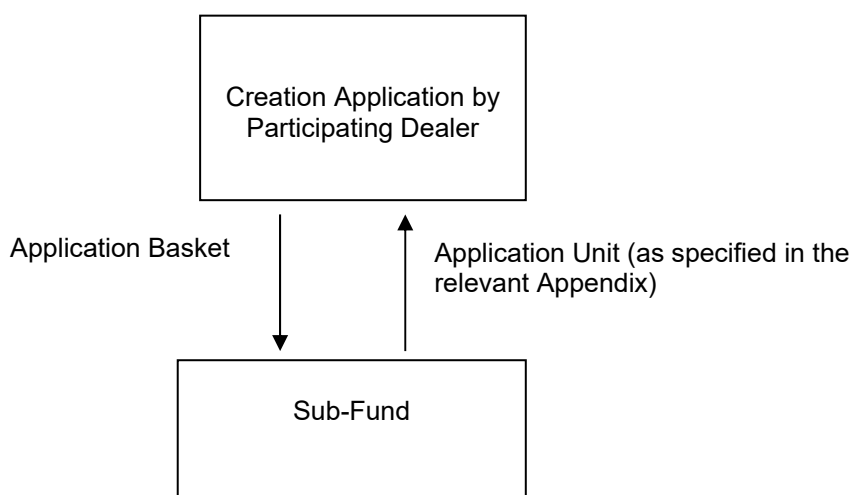 Creation Application by
Participating Dealer
Application Basket
Application Unit (as specified in the
relevant Appendix)
Sub-Fund